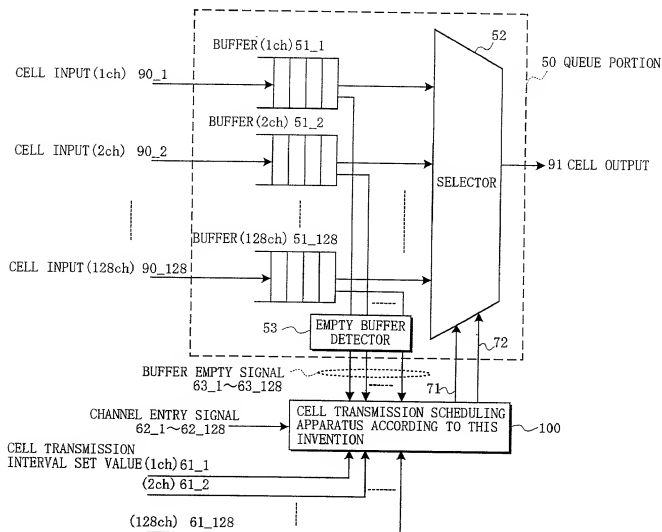 BUFFER(1ch) 51_1
52
50 QUEUE PORTION
CELL INPUT(1ch) 90_1
BUFFER(2ch) 51_2
CELL INPUT(2ch) 90_2
SELECTOR
91 CELL OUTPUT
BUFFER(128ch) 51_128
CELL INPUT(128ch) 90_128
53
EMPTY BUFFER
DETECTOR
72
BUFFER EMPTY SIGNAL
63_1~63_128
71
CHANNEL ENTRY SIGNAL
62_1~62_128
CELL TRANSMISSION SCHEDULING
APPARATUS ACCORDING TO THIS
INVENTION
100
CELL TRANSMISSION
INTERVAL SET VALUE (1ch) 61_1
(2ch) 61_2
(128ch) 61_128